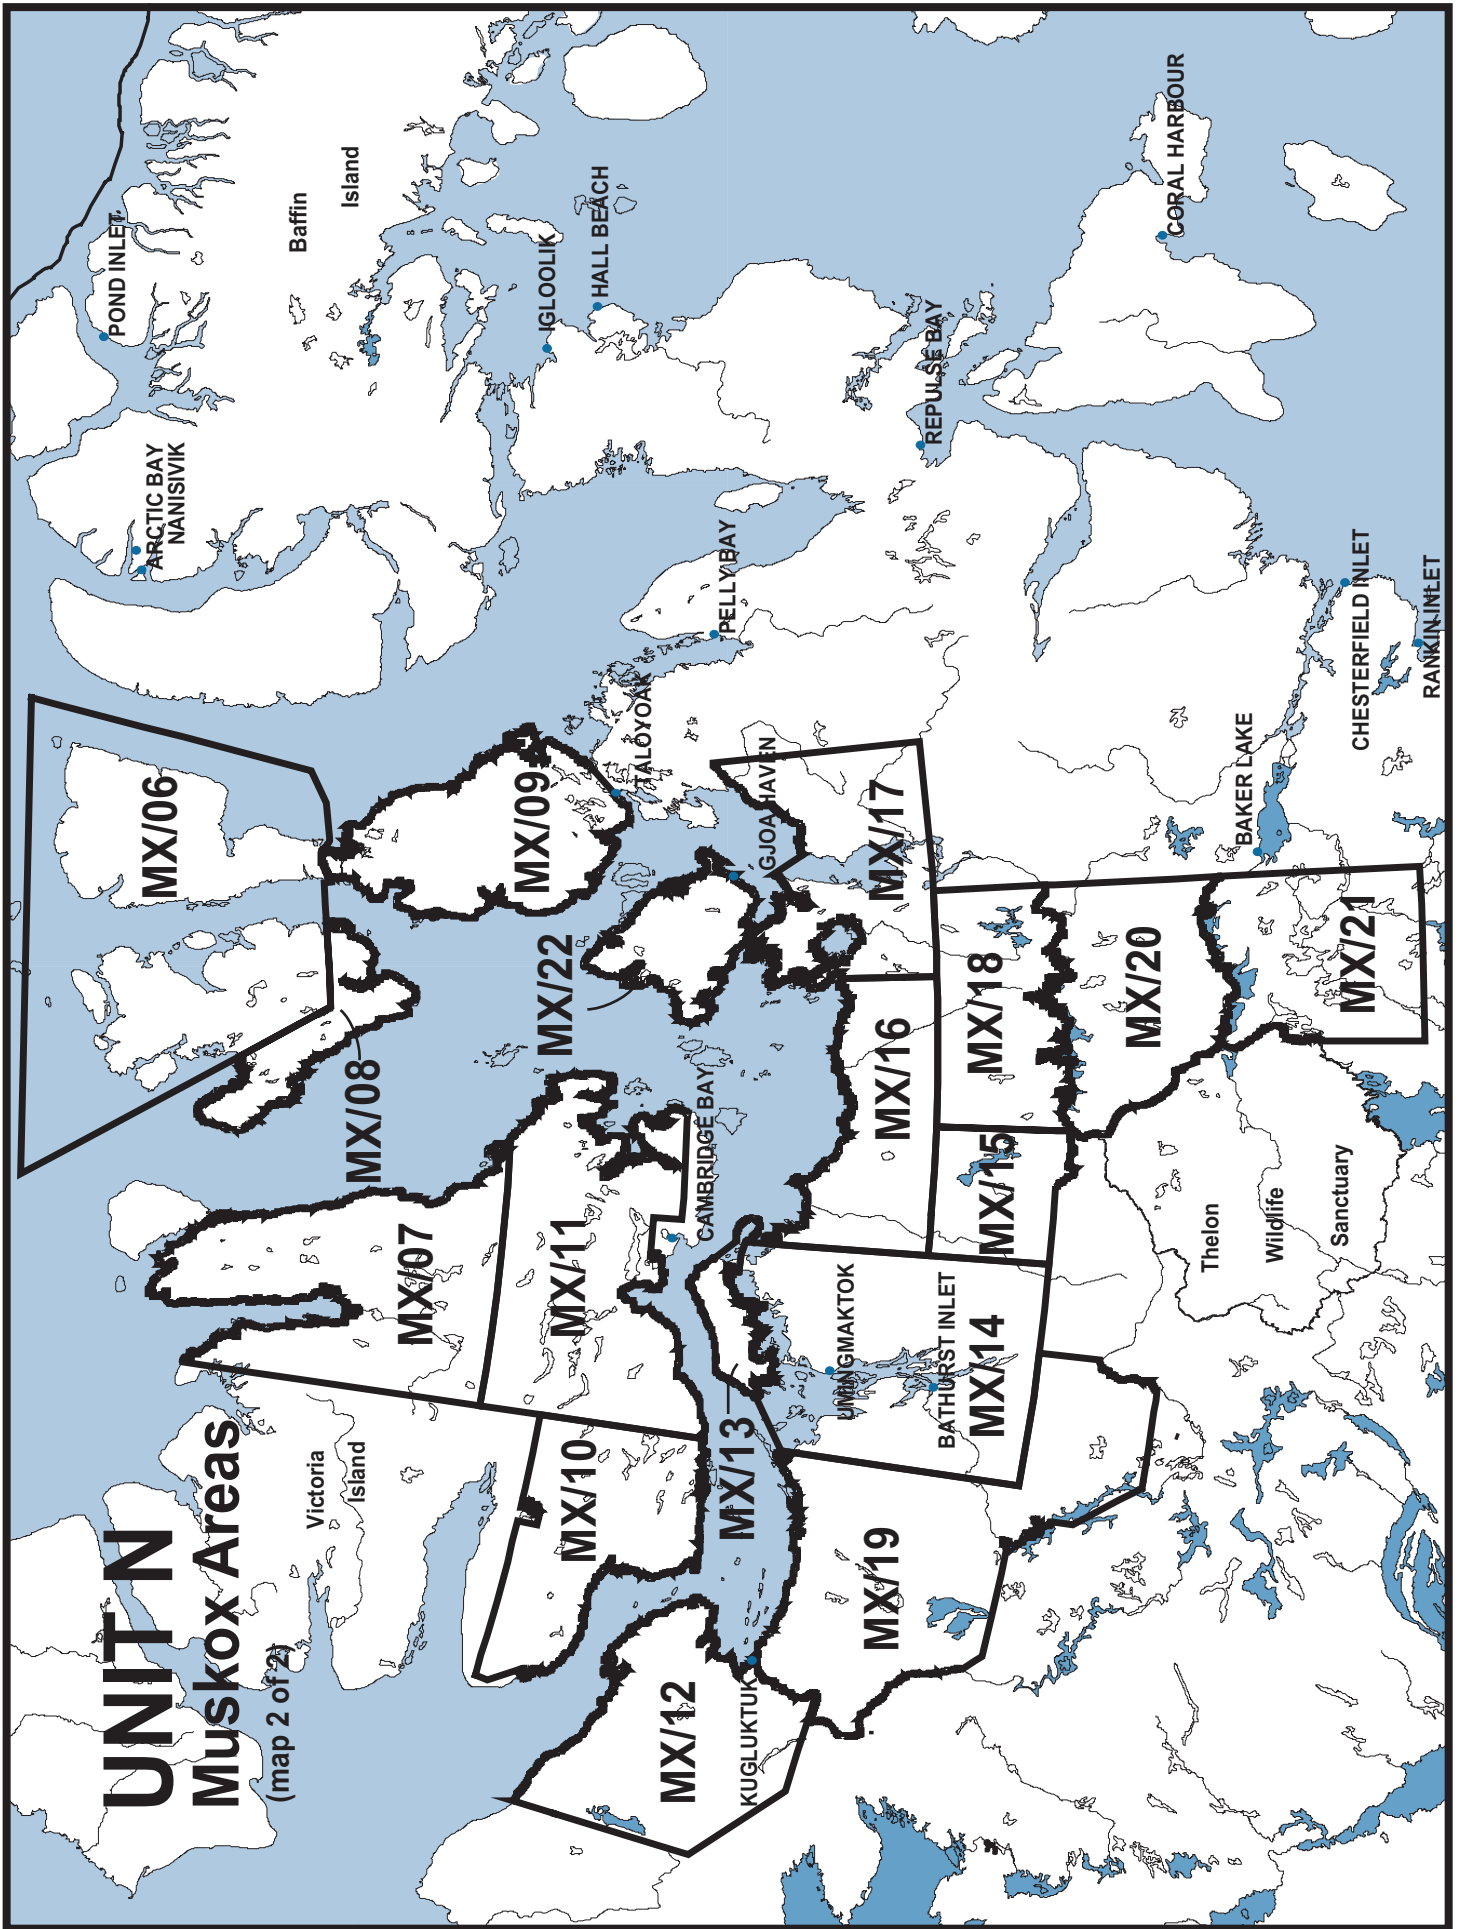 UNIT N
Muskox Areas
(map 2 of 2)
POND INLET
ARCTIC BAY
NANISIVIK
Baffin
Island
IGLOOLIK
HALL BEACH
CORAL HARBOUR
REPULSE BAY
PELLY BAY
TALOYOAK
GJOA HAVEN
CHESTERFIELD INLET
RANKIN INLET
BAKER LAKE
MX/06
MX/09
MX/08
MX/22
MX/17
MX/07
MX/11
CAMBRIDGE BAY
MX/16
MX/18
MX/20
MX/21
MX/15
Victoria
Island
MX/10
MX/13
UMINGMAKTOK
BATHURST INLET
MX/14
Thelon
Wildlife
Sanctuary
MX/12
KUGLUKTUK
MX/19